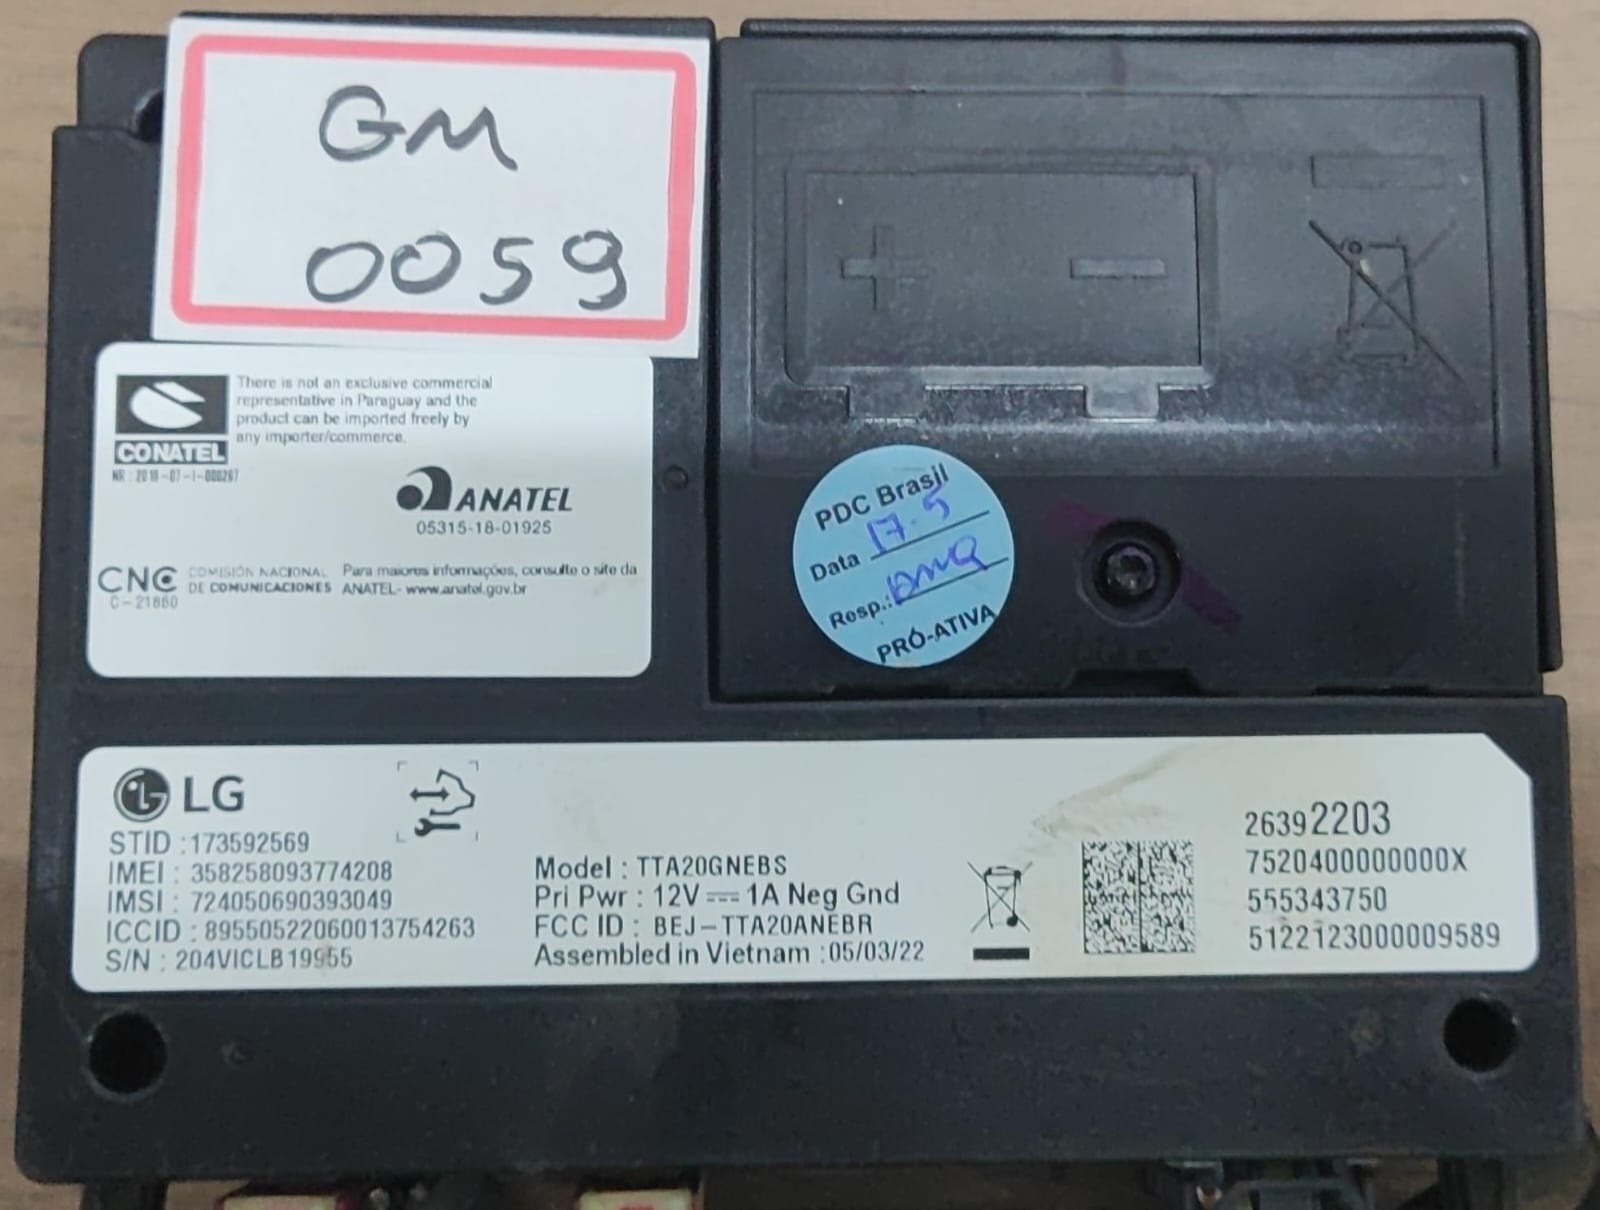 GM
0059
There is not an exclusive commercial
representative in Paraguay and the
product can be imported freely by
any importer/commerce.
CONATEL
NR : 2018-07-I-000267
ANATEL
05315-18-01925
CNC COMISIÓN NACIONAL
DE COMUNICACIONES
C-21860
Para maiores informações, consulte o site da
ANATEL- www.anatel.gov.br
+ -
PDC Brasil
Data 17.5
Resp.:
PRÓ-ATIVA
LG
STID : 173592569
IMEI : 358258093774208
IMSI : 724050690393049
ICCID : 89550522060013754263
S/N : 204VICLB19955
Model : TTA20GNEBS
Pri Pwr : 12V ⎓ 1A Neg Gnd
FCC ID : BEJ-TTA20ANEBR
Assembled in Vietnam : 05/03/22
26392203
7520400000000X
555343750
5122123000009589